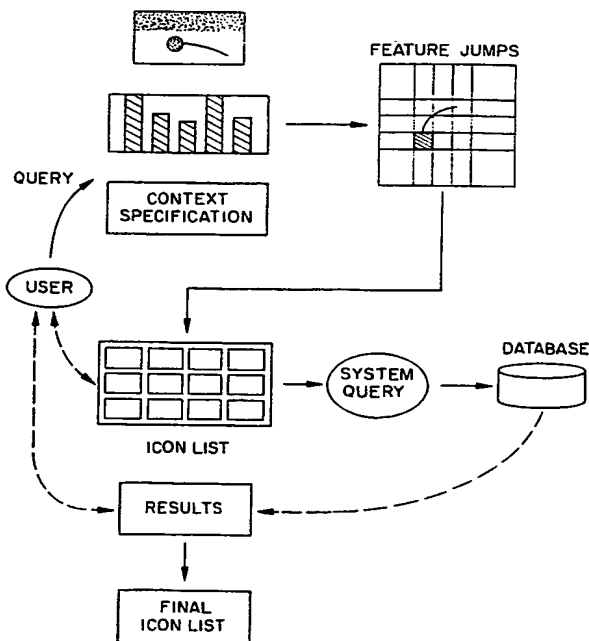 FEATURE JUMPS
QUERY
CONTEXT
SPECIFICATION
USER
DATABASE
SYSTEM
QUERY
ICON LIST
RESULTS
FINAL
ICON LIST